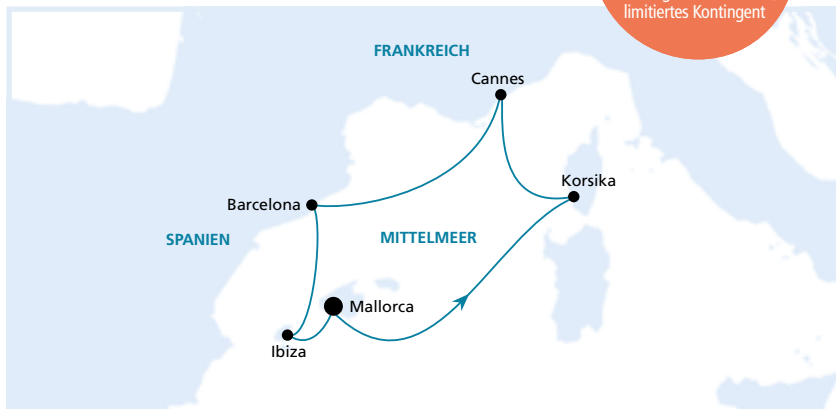 limitiertes Kontingent
FRANKREICH
Cannes
Korsika
Barcelona
SPANIEN
MITTELMEER
Mallorca
Ibiza